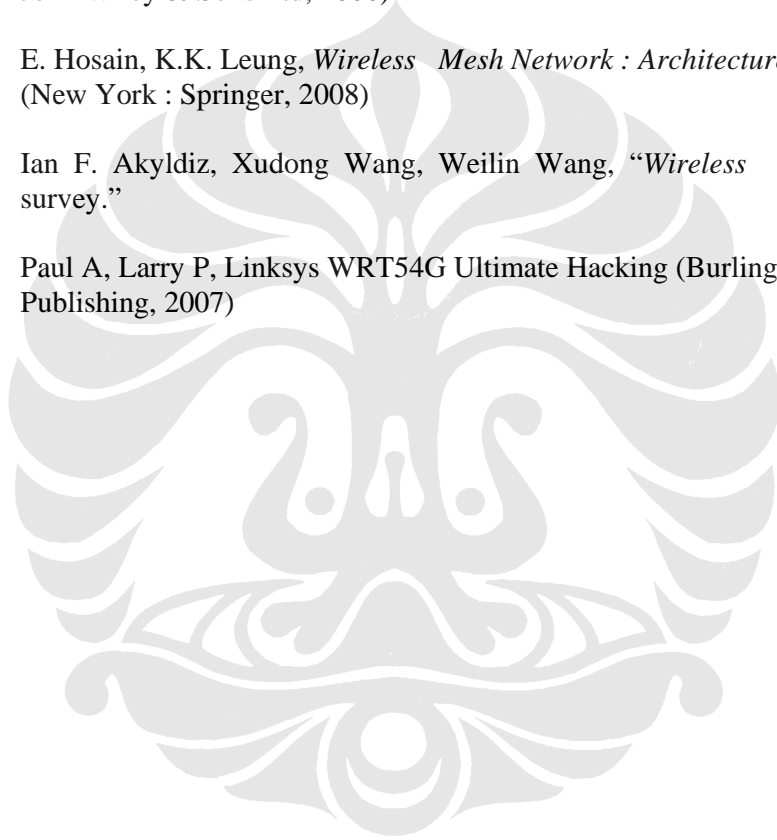 E. Hosain, K.K. Leung, Wireless Mesh Network : Architecture
(New York : Springer, 2008)
Ian F. Akyldiz, Xudong Wang, Weilin Wang, “Wireless
survey.”
Paul A, Larry P, Linksys WRT54G Ultimate Hacking (Burling
Publishing, 2007)